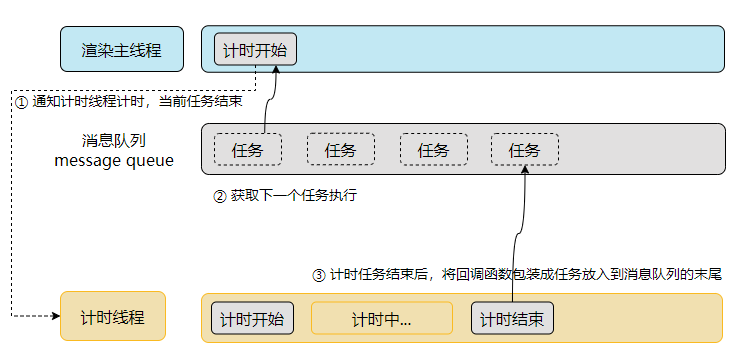 渲染主线程
计时开始
① 通知计时线程计时，当前任务结束
消息队列
message queue
任务
任务
任务
任务
② 获取下一个任务执行
③ 计时任务结束后，将回调函数包装成任务放入到消息队列的末尾
计时线程
计时开始
计时中...
计时结束